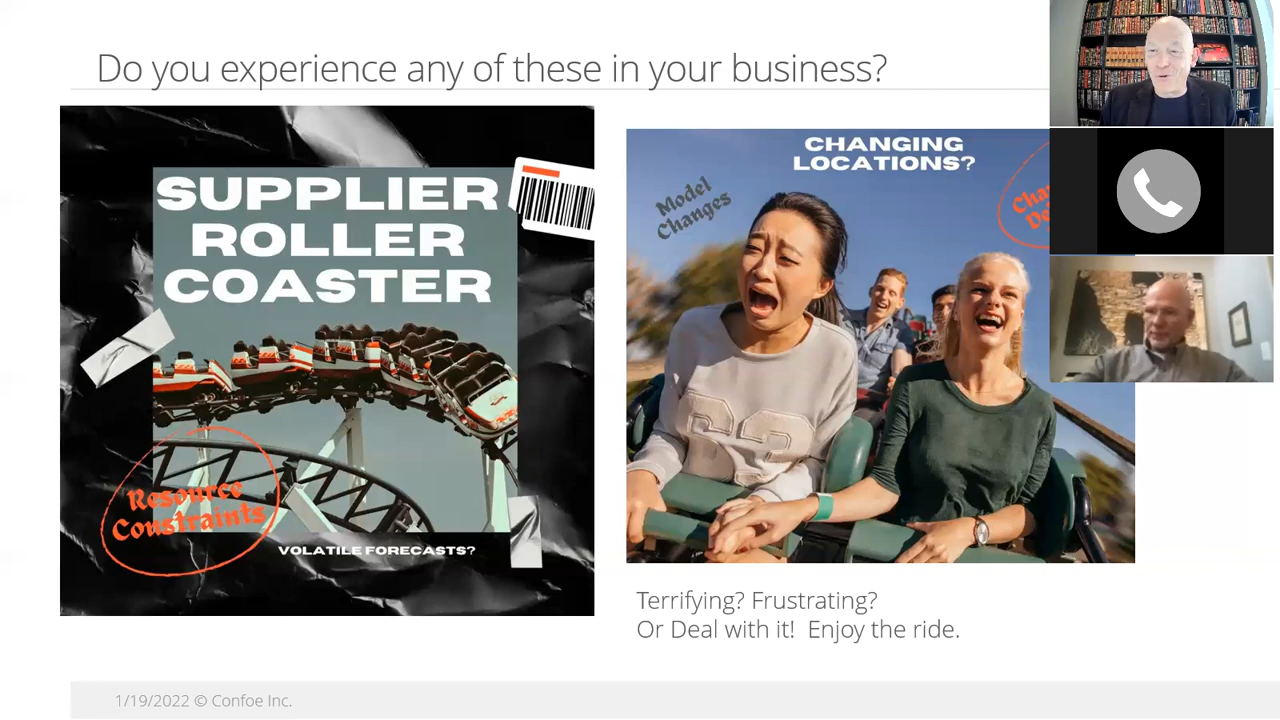 Do you experience any of these in your business?
SUPPLIER
ROLLER
COASTER
Resource
Constraints
VOLATILE FORECASTS?
CHANGING
LOCATIONS?
Model
Changes
Terrifying? Frustrating?
Or Deal with it!  Enjoy the ride.
1/19/2022 © Confoe Inc.